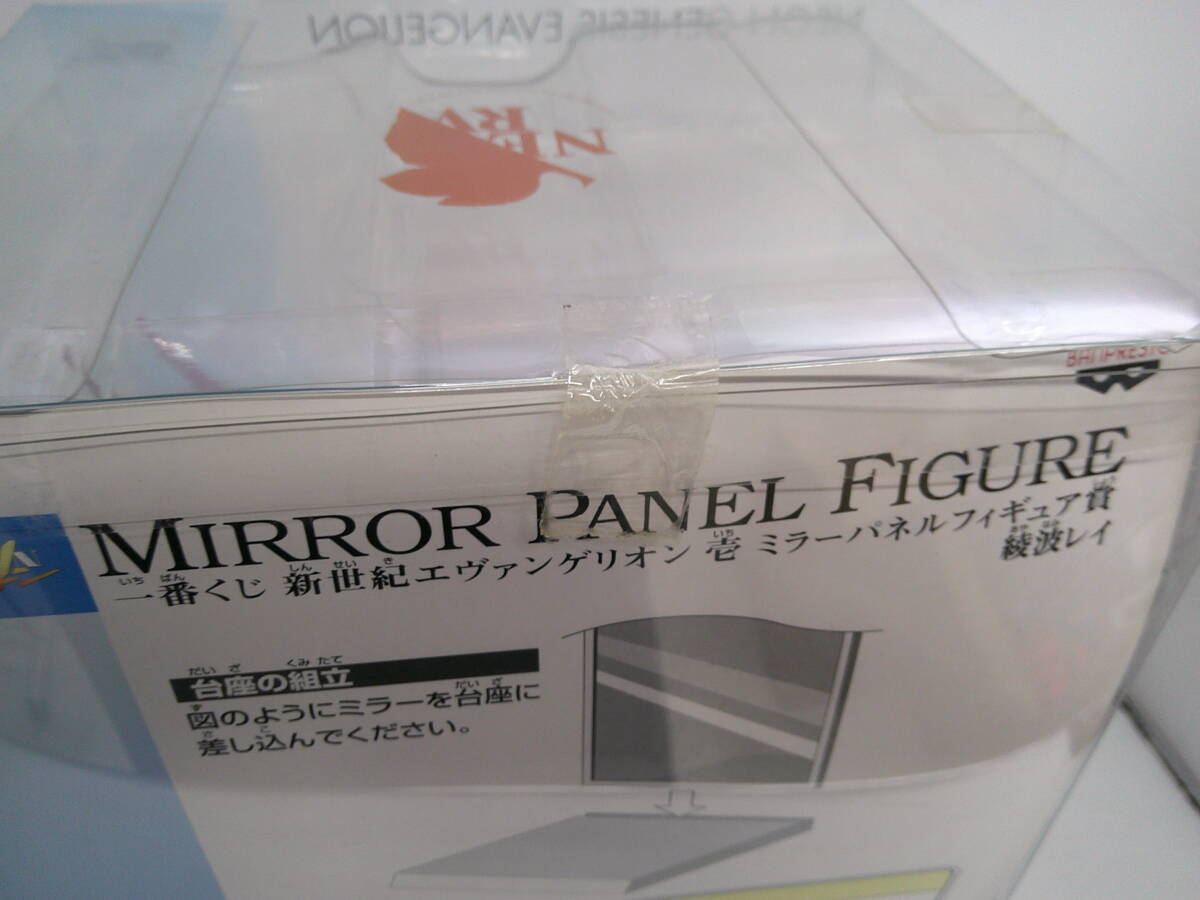 NEON GENESIS EVANGELION
NERV
BANPRESTO
MIRROR PANEL FIGURE
一番くじ 新世紀エヴァンゲリオン 壱 ミラーパネルフィギュア賞
綾波レイ
台座の組立
図のようにミラーを台座に
差し込んでください。